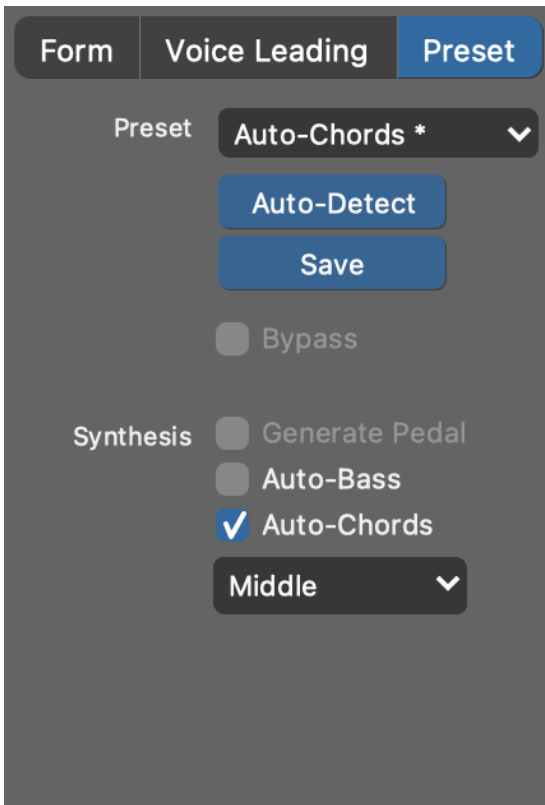 Form Voice Leading Preset
Preset Auto-Chords *
Auto-Detect
Save
Bypass
Synthesis Generate Pedal
Auto-Bass
Auto-Chords
Middle